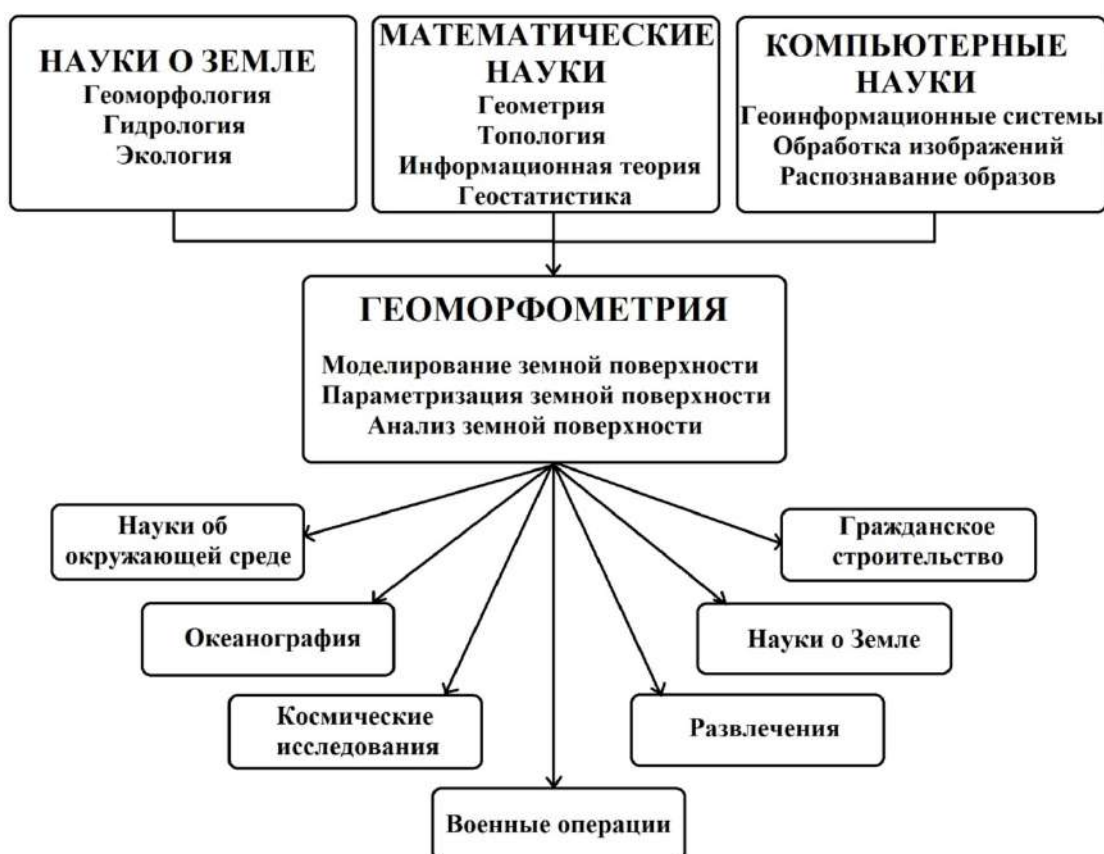 НАУКИ О ЗЕМЛЕ
Геоморфология
Гидрология
Экология
МАТЕМАТИЧЕСКИЕ
НАУКИ
Геометрия
Топология
Информационная теория
Геостатистика
КОМПЬЮТЕРНЫЕ
НАУКИ
Геоинформационные системы
Обработка изображений
Распознавание образов
ГЕОМОРФОМЕТРИЯ
Моделирование земной поверхности
Параметризация земной поверхности
Анализ земной поверхности
Науки об
окружающей среде
Гражданское
строительство
Океанография
Науки о Земле
Космические
исследования
Развлечения
Военные операции